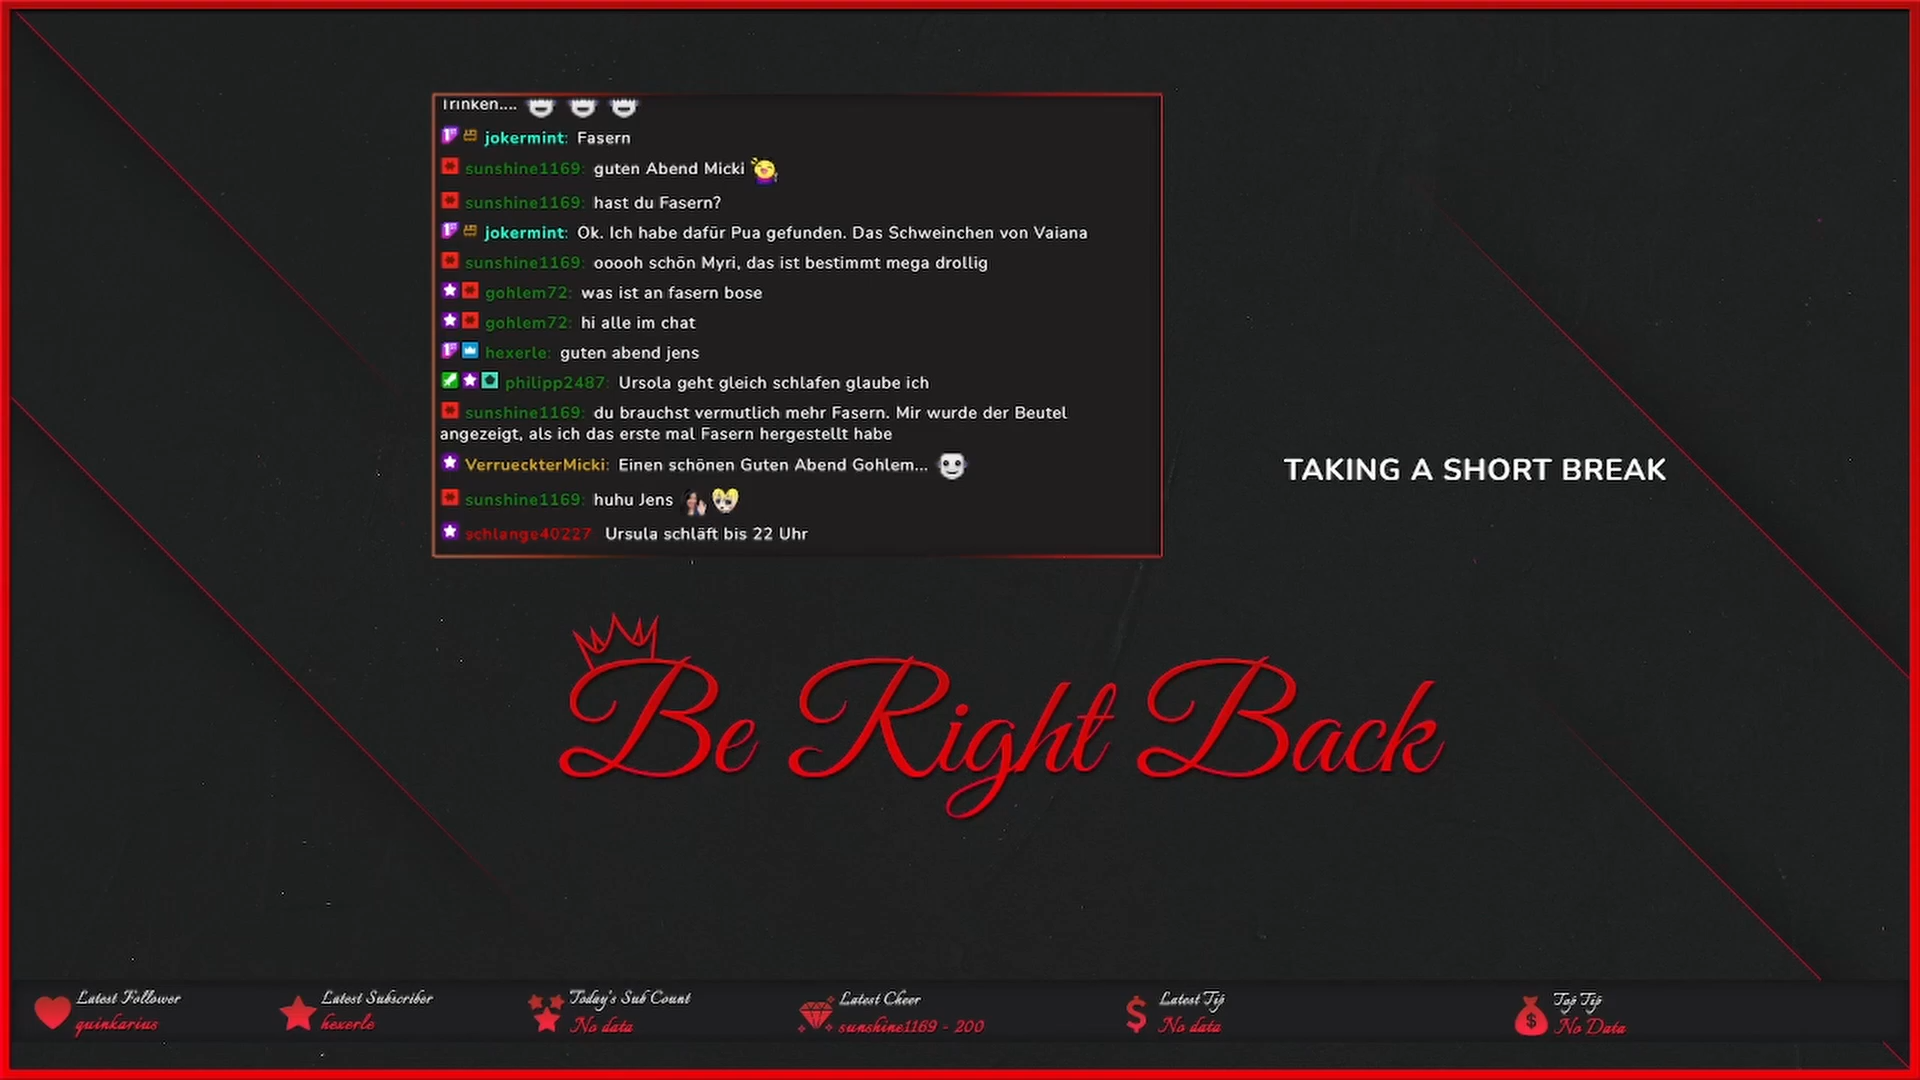 Trinken....
jokermint: Fasern
sunshine1169: guten Abend Micki
sunshine1169: hast du Fasern?
jokermint: Ok. Ich habe dafür Pua gefunden. Das Schweinchen von Vaiana
sunshine1169: ooooh schön Myri, das ist bestimmt mega drollig
gohlem72: was ist an fasern bose
gohlem72: hi alle im chat
hexerle: guten abend jens
philipp2487: Ursola geht gleich schlafen glaube ich
sunshine1169: du brauchst vermutlich mehr Fasern. Mir wurde der Beutel
angezeigt, als ich das erste mal Fasern hergestellt habe
VerrueckterMicki: Einen schönen Guten Abend Gohlem...
sunshine1169: huhu Jens
schlange40227 Ursula schläft bis 22 Uhr
TAKING A SHORT BREAK
Be Right Back
Latest Follower
quinkarius
Latest Subscriber
hexerle
Today's Sub Count
No data
Latest Cheer
sunshine1169 - 200
Latest Tip
No data
Top Tip
No Data